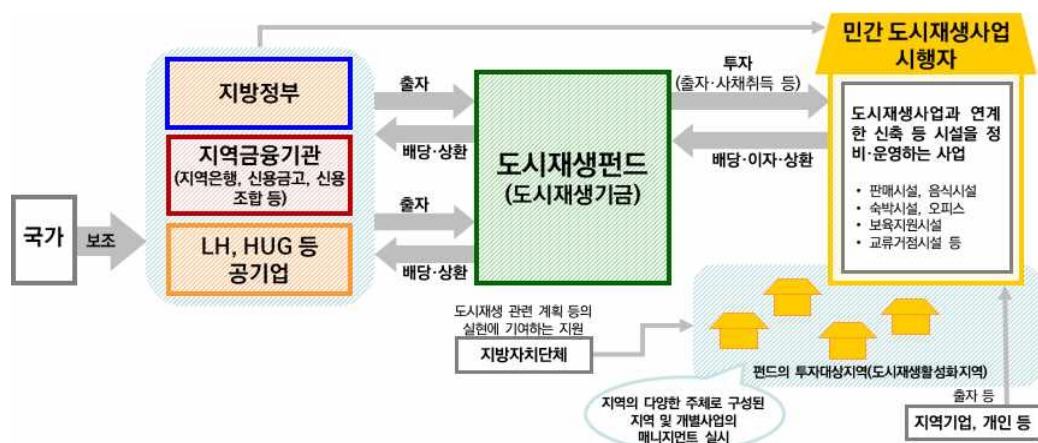 국가
보조
지방정부
지역금융기관
(지역은행, 신용금고, 신용
조합 등)
LH, HUG 등
공기업
출자
배당·상환
출자
배당·상환
도시재생펀드
(도시재생기금)
투자
(출자·사채취득 등)
배당·이자·상환
민간 도시재생사업
시행자
도시재생사업과 연계
한 신축 등 시설을 정
비·운영하는 사업
• 판매시설, 음식시설
• 숙박시설, 오피스
• 보육지원시설
• 교류거점시설 등
도시재생 관련 계획 등의
실현에 기여하는 지원
지방자치단체
펀드의 투자대상지역(도시재생활성화지역)
지역의 다양한 주체로 구성된
지역 및 개별사업의
매니지먼트 실시
출자 등
지역기업, 개인 등